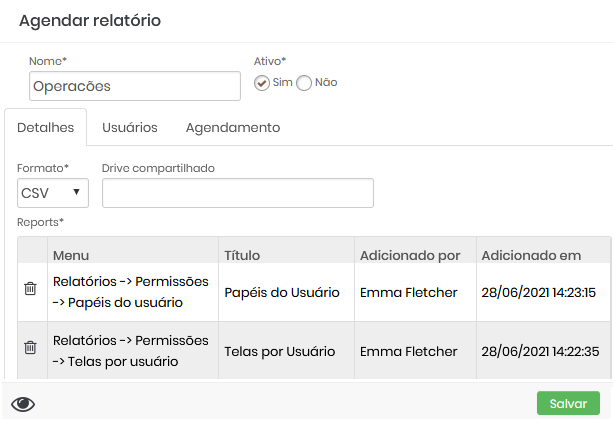 Agendar relatório
Nome* Ativo*
Operacões Sim Não
Detalhes Usuários Agendamento
Formato* Drive compartilhado
CSV
Reports*
Menu Título Adicionado por Adicionado em
Relatórios -> Permissões
-> Papéis do usuário Papéis do Usuário Emma Fletcher 28/06/2021 14:23:15
Relatórios -> Permissões
-> Telas por usuário Telas por Usuário Emma Fletcher 28/06/2021 14:22:35
Salvar